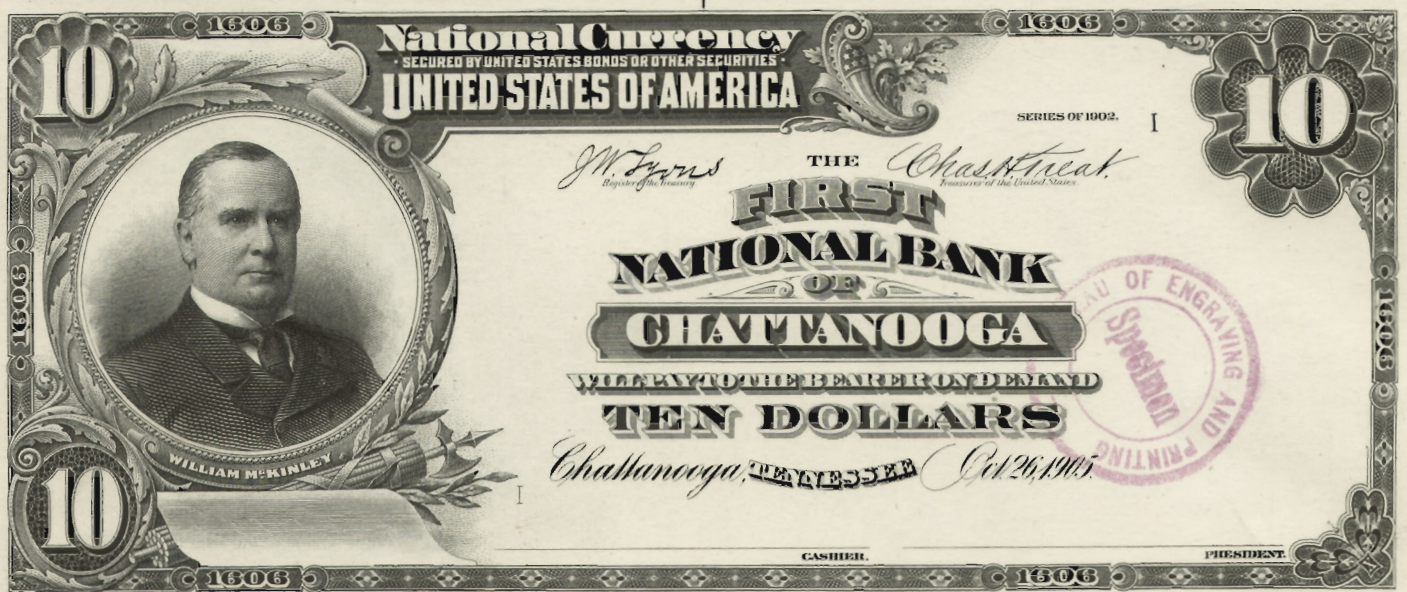 1606 1606
10 National Currency 10
SECURED BY UNITED STATES BONDS OR OTHER SECURITIES
UNITED STATES OF AMERICA
SERIES OF 1902. I
J.W. Lyons THE Chas. H. Treat.
Register of the Treasury Treasurer of the United States
FIRST
NATIONAL BANK
OF
CHATTANOOGA
WILL PAY TO THE BEARER ON DEMAND
TEN DOLLARS
Chattanooga, TENNESSEE Oct 26, 1905.
1606
1606
WILLIAM McKINLEY
10
I
BUREAU OF ENGRAVING AND PRINTING
Specimen
CASHIER. PRESIDENT.
1606 1606